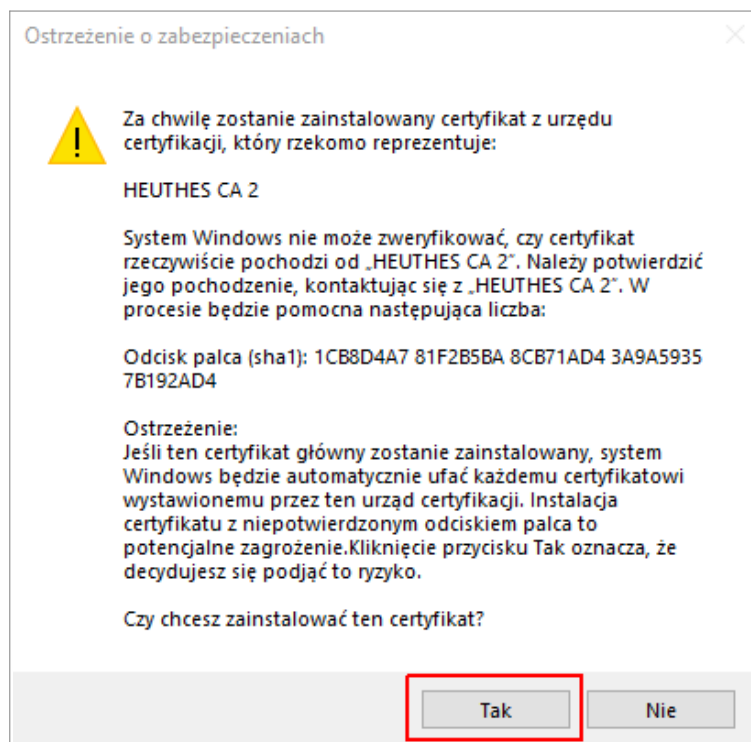 Ostrzeżenie o zabezpieczeniach
Za chwilę zostanie zainstalowany certyfikat z urzędu
certyfikacji, który rzekomo reprezentuje:
HEUTHES CA 2
System Windows nie może zweryfikować, czy certyfikat
rzeczywiście pochodzi od „HEUTHES CA 2”. Należy potwierdzić
jego pochodzenie, kontaktując się z „HEUTHES CA 2”. W
procesie będzie pomocna następująca liczba:
Odcisk palca (sha1): 1CB8D4A7 81F2B5BA 8CB71AD4 3A9A5935
7B192AD4
Ostrzeżenie:
Jeśli ten certyfikat główny zostanie zainstalowany, system
Windows będzie automatycznie ufać każdemu certyfikatowi
wystawionemu przez ten urząd certyfikacji. Instalacja
certyfikatu z niepotwierdzonym odciskiem palca to
potencjalne zagrożenie.Kliknięcie przycisku Tak oznacza, że
decydujesz się podjąć to ryzyko.
Czy chcesz zainstalować ten certyfikat?
Tak Nie